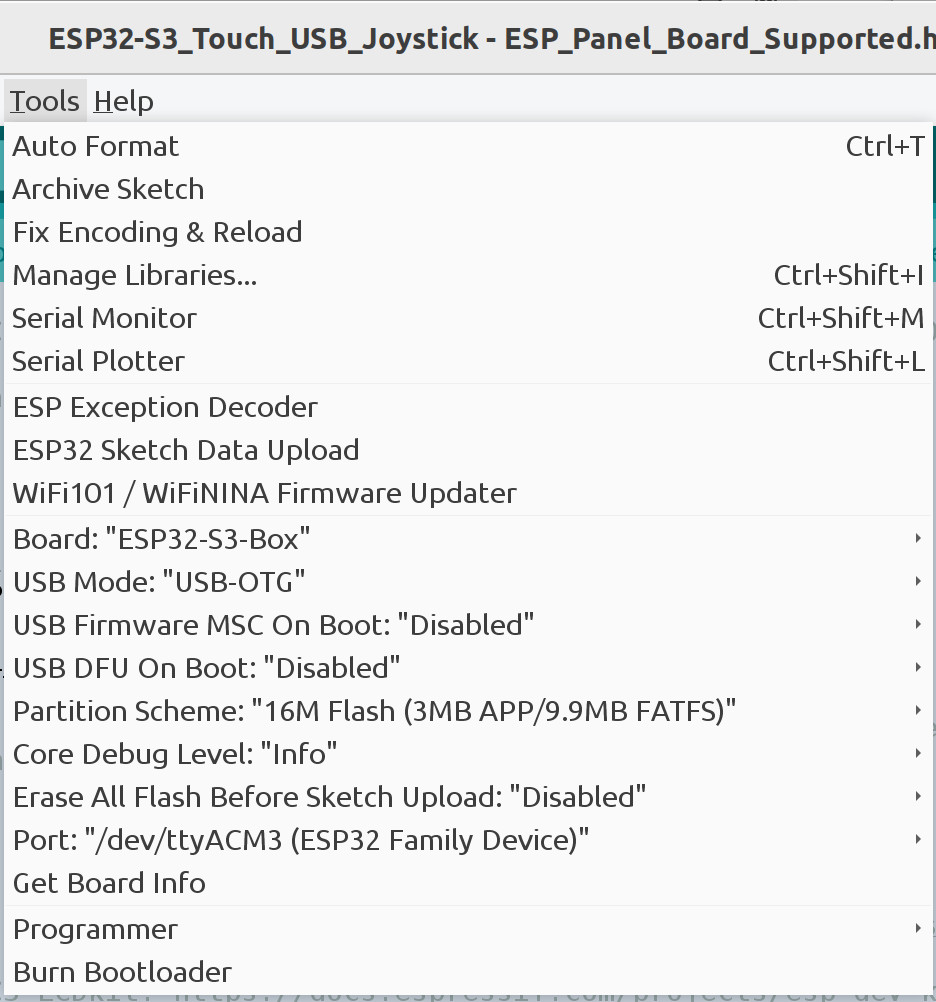 ESP32-S3_Touch_USB_Joystick - ESP_Panel_Board_Supported.h
Tools Help
Auto Format Ctrl+T
Archive Sketch
Fix Encoding & Reload
Manage Libraries... Ctrl+Shift+I
Serial Monitor Ctrl+Shift+M
Serial Plotter Ctrl+Shift+L
ESP Exception Decoder
ESP32 Sketch Data Upload
WiFi101 / WiFiNINA Firmware Updater
Board: "ESP32-S3-Box"
USB Mode: "USB-OTG"
USB Firmware MSC On Boot: "Disabled"
USB DFU On Boot: "Disabled"
Partition Scheme: "16M Flash (3MB APP/9.9MB FATFS)"
Core Debug Level: "Info"
Erase All Flash Before Sketch Upload: "Disabled"
Port: "/dev/ttyACM3 (ESP32 Family Device)"
Get Board Info
Programmer
Burn Bootloader